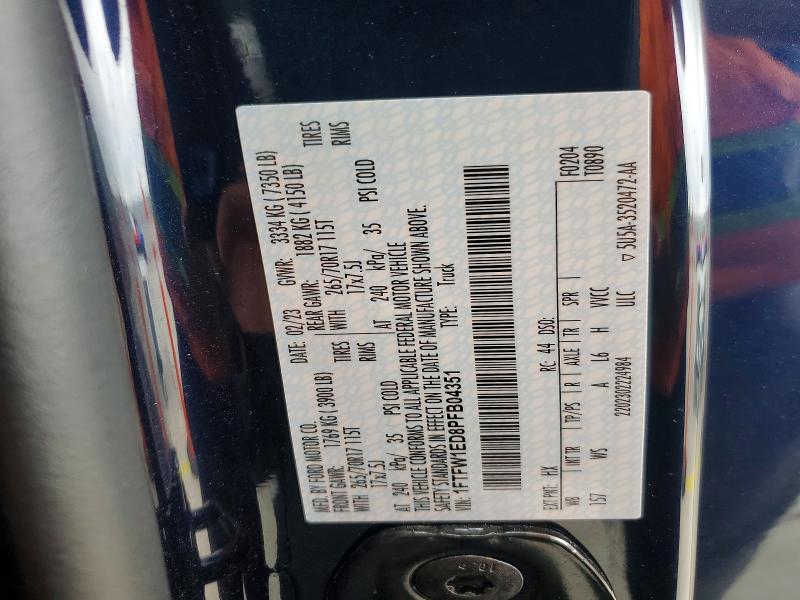 MFD. BY FORD MOTOR CO. DATE: 02/23 GVWR: 3334 KG ( 7350 LB)
FRONT GAWR: 1769 KG ( 3900 LB) REAR GAWR: 1882 KG ( 4150 LB)
WITH 265/70R17 115T TIRES WITH 265/70R17 115T TIRES
17x7.5J RIMS 17x7.5J RIMS
AT 240 kPa/ 35 PSI COLD AT 240 kPa/ 35 PSI COLD
THIS VEHICLE CONFORMS TO ALL APPLICABLE FEDERAL MOTOR VEHICLE
SAFETY STANDARDS IN EFFECT ON THE DATE OF MANUFACTURE SHOWN ABOVE.
VIN: 1FTFW1ED8PFB04351 TYPE: Truck
EXT PNT: HX RC: 44 DSO: F0204
WB INT TR TP/PS R AXLE TR SPR T0890
157 WS A L6 H VVCC
2202302224984 ULC ▽ 5U5A-3520472-AA
10.9